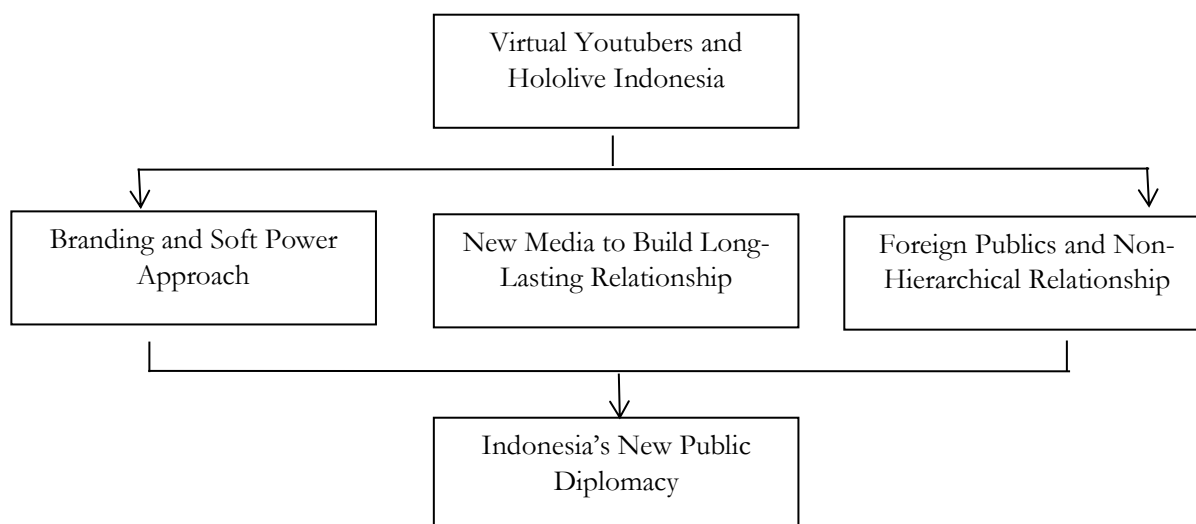 Virtual Youtubers and
Hololive Indonesia
Branding and Soft Power
Approach
New Media to Build Long-
Lasting Relationship
Foreign Publics and Non-
Hierarchical Relationship
Indonesia's New Public
Diplomacy